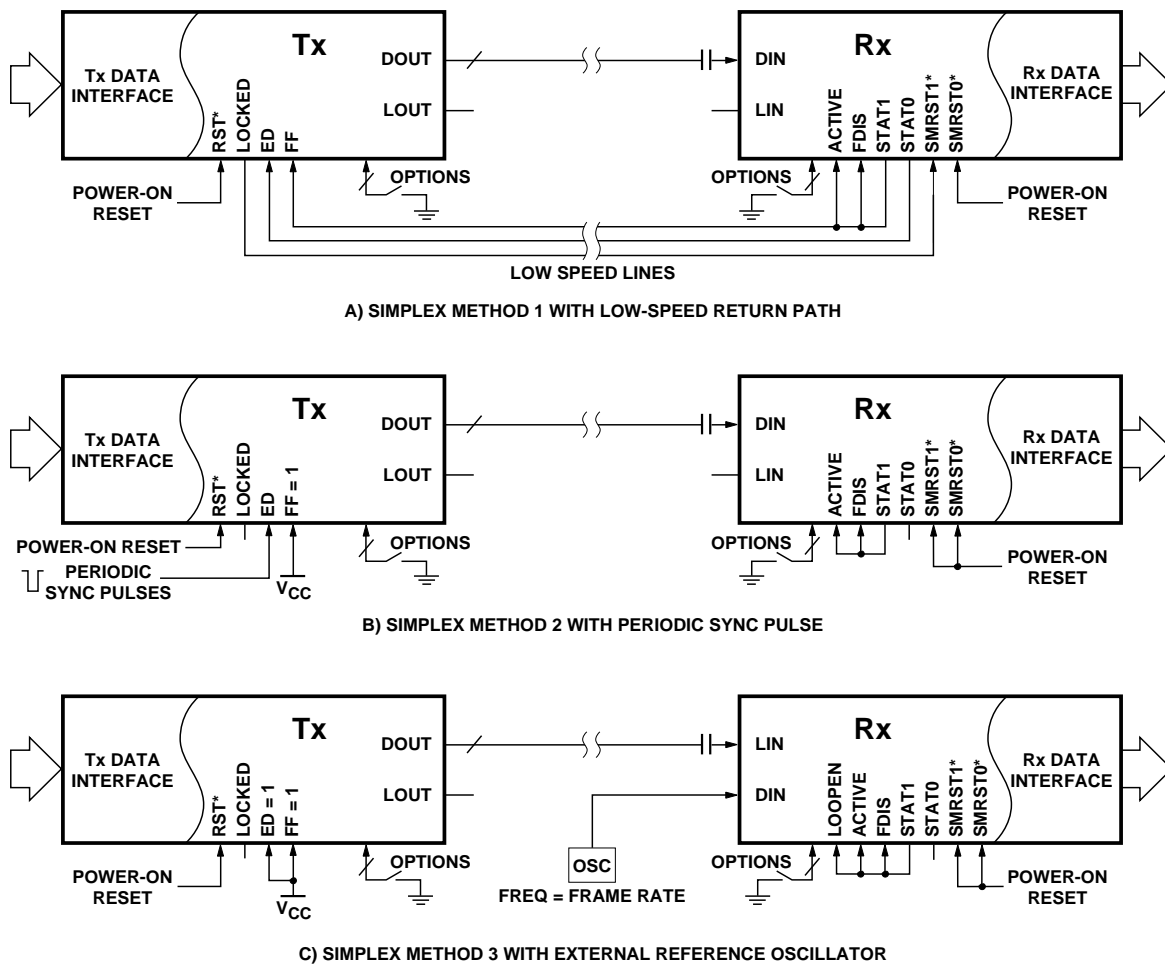 Tx
Rx
Tx DATA
INTERFACE
DOUT
LOUT
RST*
LOCKED
ED
FF
DIN
LIN
ACTIVE
FDIS
STAT1
STAT0
SMRST1*
SMRST0*
Rx DATA
INTERFACE
POWER-ON
RESET
OPTIONS
OPTIONS
POWER-ON
RESET
LOW SPEED LINES
A) SIMPLEX METHOD 1 WITH LOW-SPEED RETURN PATH
Tx
Rx
Tx DATA
INTERFACE
DOUT
LOUT
RST*
LOCKED
ED
FF = 1
DIN
LIN
ACTIVE
FDIS
STAT1
STAT0
SMRST1*
SMRST0*
Rx DATA
INTERFACE
POWER-ON RESET
PERIODIC
SYNC PULSES
VCC
OPTIONS
OPTIONS
POWER-ON
RESET
B) SIMPLEX METHOD 2 WITH PERIODIC SYNC PULSE
Tx
Rx
Tx DATA
INTERFACE
DOUT
LOUT
RST*
LOCKED
ED = 1
FF = 1
LIN
DIN
LOOPEN
ACTIVE
FDIS
STAT1
STAT0
SMRST1*
SMRST0*
Rx DATA
INTERFACE
POWER-ON
RESET
VCC
OPTIONS
OSC
FREQ = FRAME RATE
OPTIONS
POWER-ON
RESET
C) SIMPLEX METHOD 3 WITH EXTERNAL REFERENCE OSCILLATOR